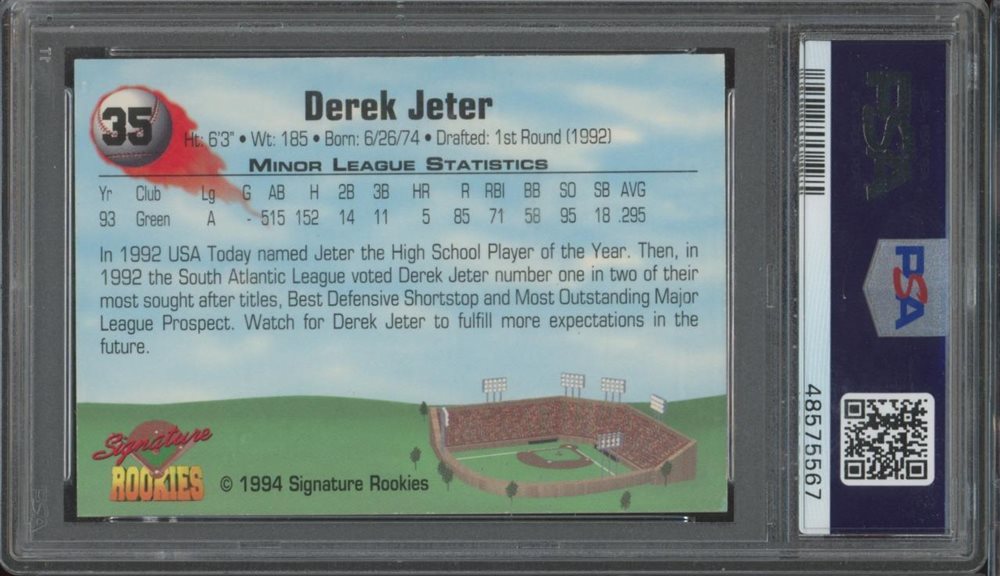 35
Derek Jeter
Ht: 6'3" • Wt: 185 • Born: 6/26/74 • Drafted: 1st Round (1992)
MINOR LEAGUE STATISTICS
Yr Club Lg G AB H 2B 3B HR R RBI BB SO SB AVG
93 Green A - 515 152 14 11 5 85 71 58 95 18 .295
In 1992 USA Today named Jeter the High School Player of the Year. Then, in
1992 the South Atlantic League voted Derek Jeter number one in two of their
most sought after titles, Best Defensive Shortstop and Most Outstanding Major
League Prospect. Watch for Derek Jeter to fulfill more expectations in the
future.
Signature
ROOKIES
© 1994 Signature Rookies
PSA
PSA
48575567
PSA